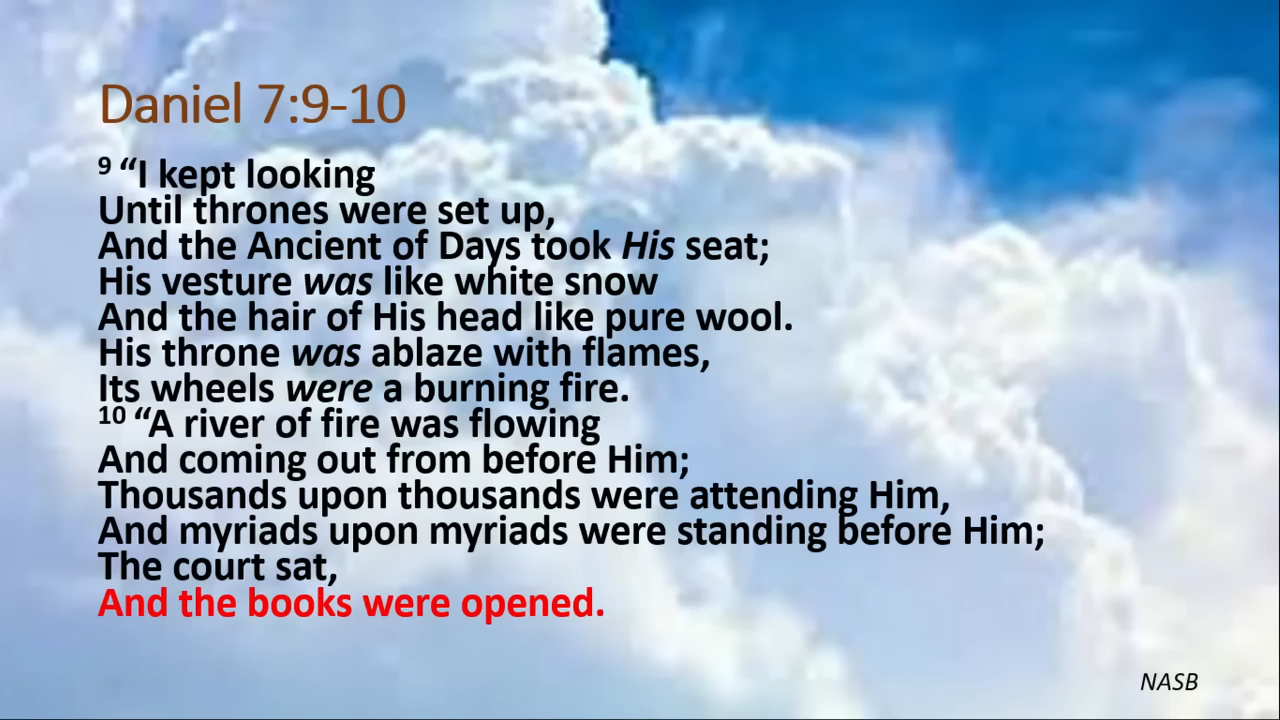 Daniel 7:9-10
9 “I kept looking
Until thrones were set up,
And the Ancient of Days took His seat;
His vesture was like white snow
And the hair of His head like pure wool.
His throne was ablaze with flames,
Its wheels were a burning fire.
10 “A river of fire was flowing
And coming out from before Him;
Thousands upon thousands were attending Him,
And myriads upon myriads were standing before Him;
The court sat,
And the books were opened.
NASB